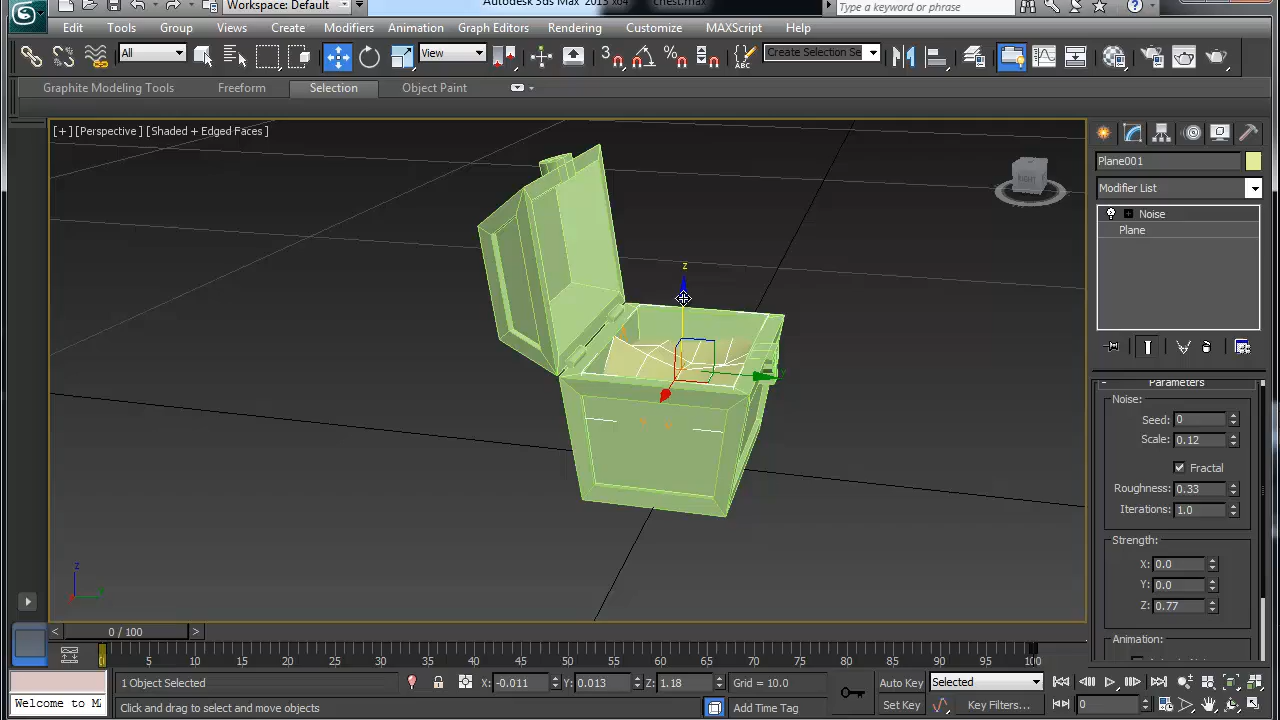 Workspace: Default
Autodesk 3ds Max 2013 x64 chest.max
Type a keyword or phrase
Edit Tools Group Views Create Modifiers Animation Graph Editors Rendering Customize MAXScript Help
All View 3 Create Selection Se
ABC
Graphite Modeling Tools Freeform Selection Object Paint
[+][Perspective][Shaded + Edged Faces]
Plane001
RIGHT
Modifier List
z
Noise
Plane
Parameters
Noise:
Seed: 0
Scale: 0.12
Fractal
Roughness: 0.33
Iterations: 1.0
Strength:
X: 0.0
Y: 0.0
Z: 0.77
z
Animation:
0 / 100
0 5 10 15 20 25 30 35 40 45 50 55 60 65 70 75 80 85 90 95 100
1 Object Selected X: -0.011 Y: 0.013 Z: 1.18 Grid = 10.0 Auto Key Selected
Welcome to M
Click and drag to select and move objects Add Time Tag Set Key Key Filters... 0